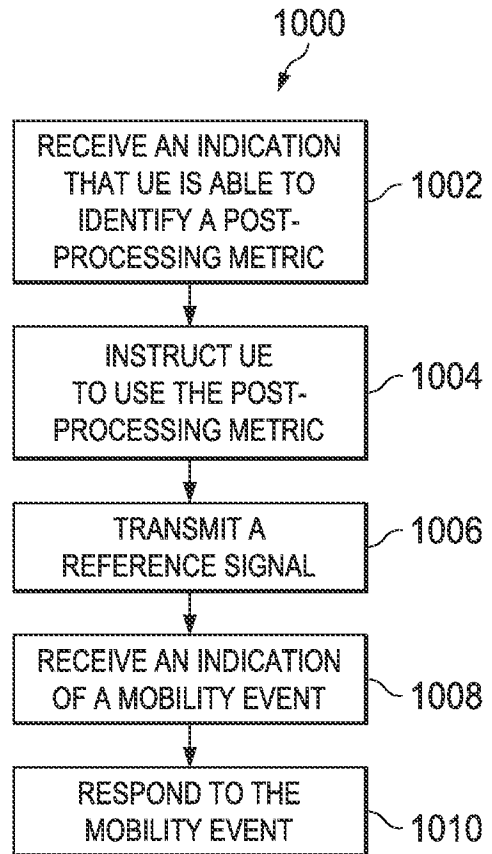 1000
RECEIVE AN INDICATION
THAT UE IS ABLE TO
IDENTIFY A POST-
PROCESSING METRIC
1002
INSTRUCT UE
TO USE THE POST-
PROCESSING METRIC
1004
TRANSMIT A
REFERENCE SIGNAL
1006
RECEIVE AN INDICATION
OF A MOBILITY EVENT
1008
RESPOND TO THE
MOBILITY EVENT
1010